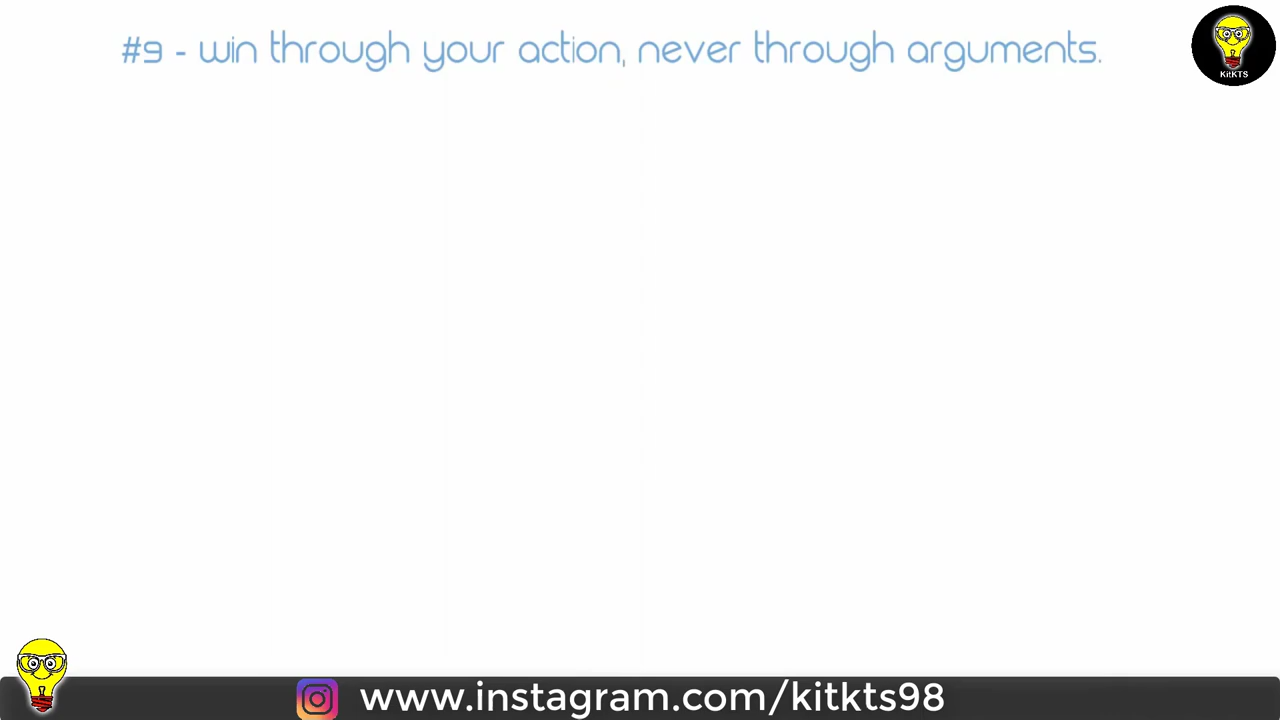 #9 - win through your action, never through arguments.
KitKTS
www.instagram.com/kitkts98